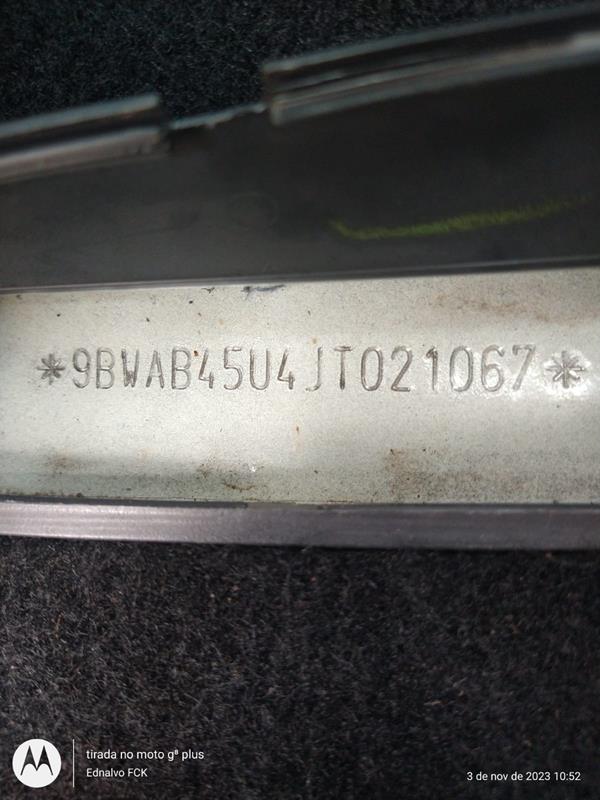 *9BWAB45U4JT021067*
tirada no moto g⁸ plus
Ednalvo FCK
3 de nov de 2023 10:52